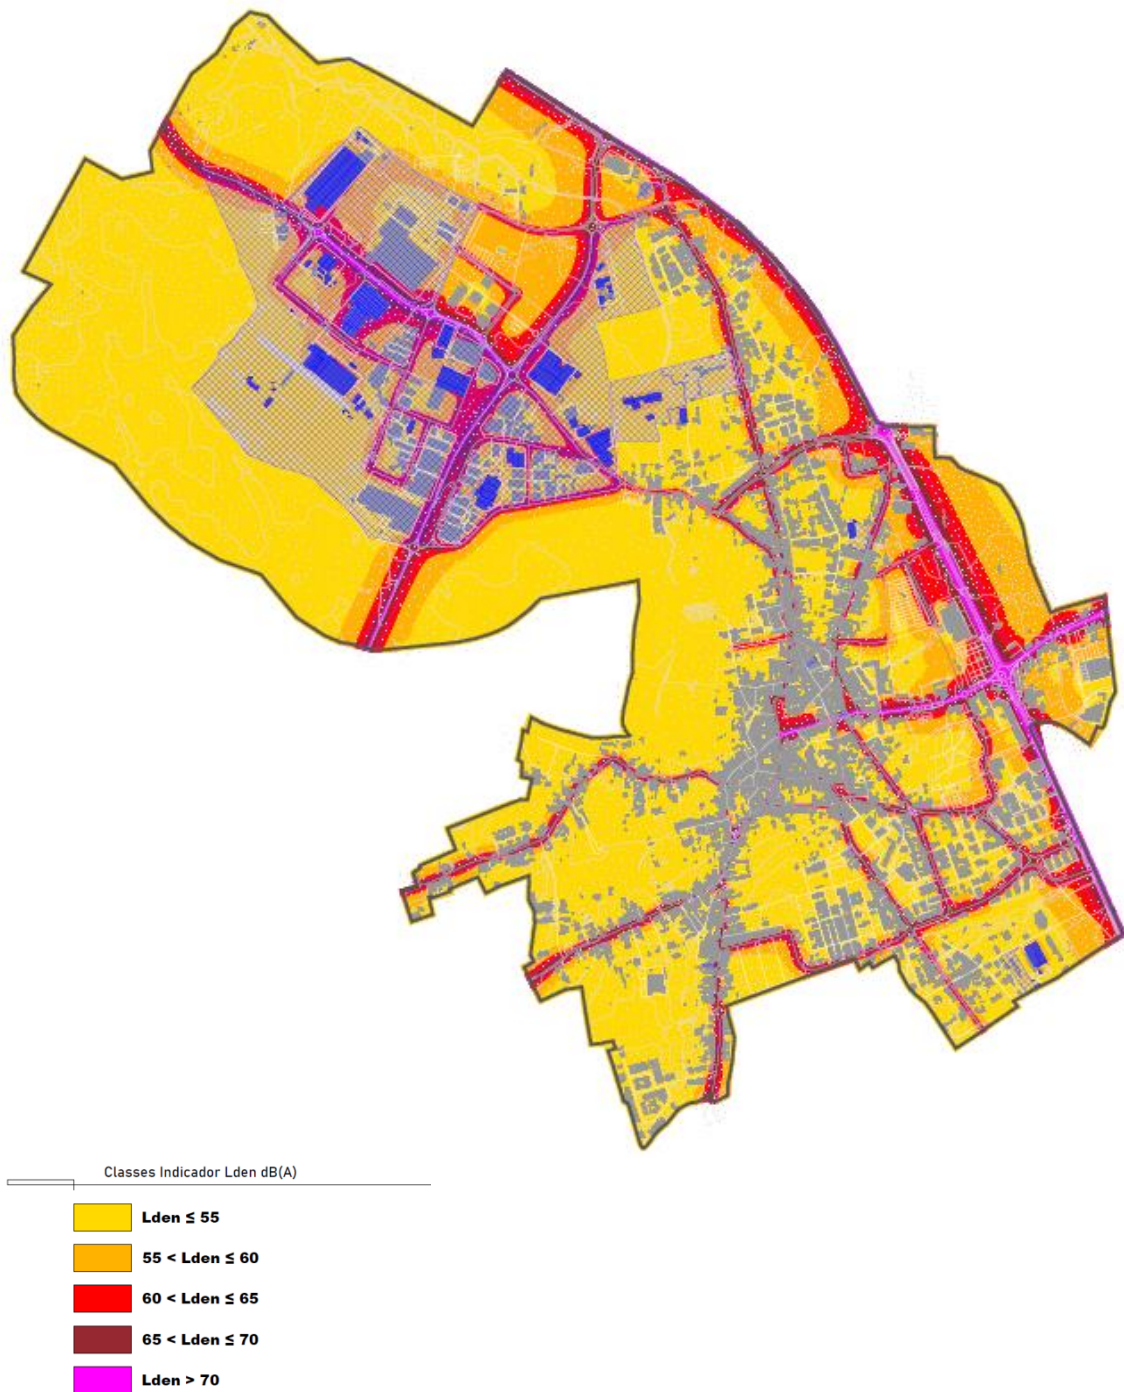 Classes Indicador Lden dB(A)
Lden ≤ 55
55 < Lden ≤ 60
60 < Lden ≤ 65
65 < Lden ≤ 70
Lden > 70